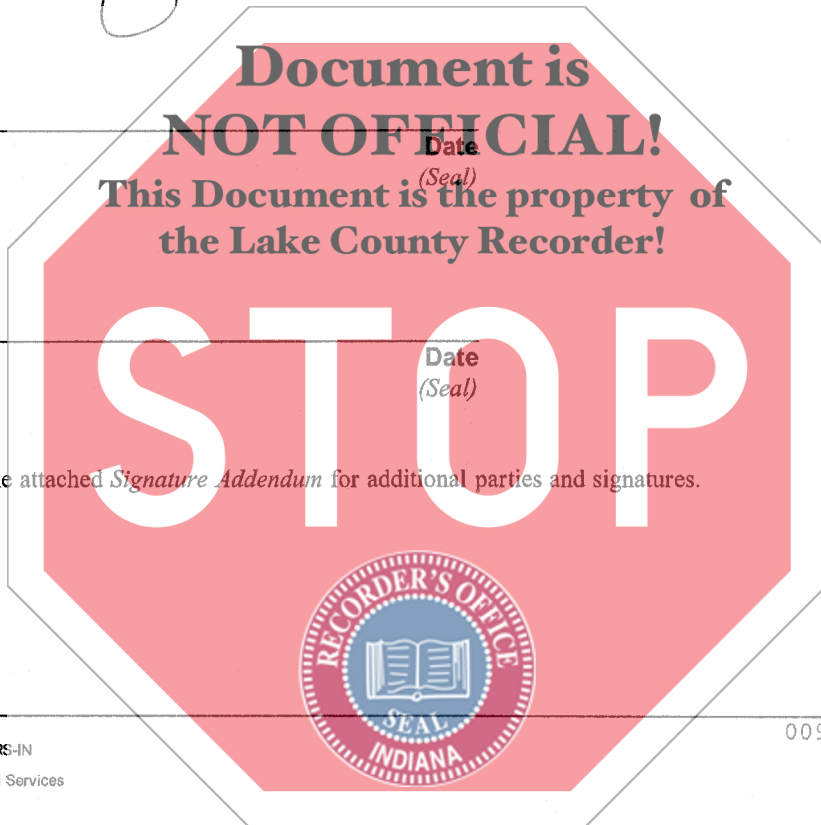 Document is
NOT OFFICIAL!
Date
(Seal)
This Document is the property of
the Lake County Recorder!
STOP
Date
(Seal)
e attached Signature Addendum for additional parties and signatures.
RECORDER'S OFFICE
SEAL
INDIANA
009
S-IN
Services